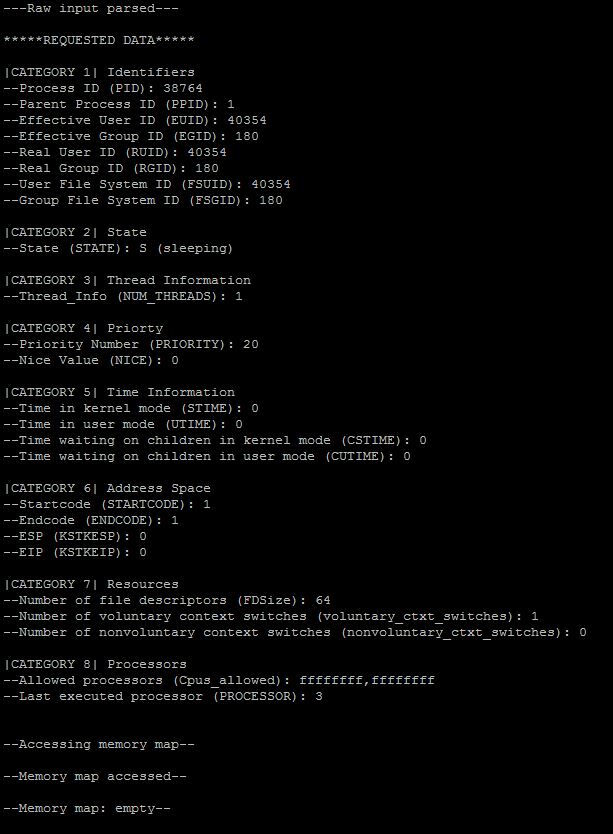 ---Raw input parsed---
*****REQUESTED DATA*****
|CATEGORY 1| Identifiers
--Process ID (PID): 38764
--Parent Process ID (PPID): 1
--Effective User ID (EUID): 40354
--Effective Group ID (EGID): 180
--Real User ID (RUID): 40354
--Real Group ID (RGID): 180
--User File System ID (FSUID): 40354
--Group File System ID (FSGID): 180
|CATEGORY 2| State
--State (STATE): S (sleeping)
|CATEGORY 3| Thread Information
--Thread_Info (NUM_THREADS): 1
|CATEGORY 4| Priorty
--Priority Number (PRIORITY): 20
--Nice Value (NICE): 0
|CATEGORY 5| Time Information
--Time in kernel mode (STIME): 0
--Time in user mode (UTIME): 0
--Time waiting on children in kernel mode (CSTIME): 0
--Time waiting on children in user mode (CUTIME): 0
|CATEGORY 6| Address Space
--Startcode (STARTCODE): 1
--Endcode (ENDCODE): 1
--ESP (KSTKESP): 0
--EIP (KSTKEIP): 0
|CATEGORY 7| Resources
--Number of file descriptors (FDSize): 64
--Number of voluntary context switches (voluntary_ctxt_switches): 1
--Number of nonvoluntary context switches (nonvoluntary_ctxt_switches): 0
|CATEGORY 8| Processors
--Allowed processors (Cpus_allowed): ffffffff,ffffffff
--Last executed processor (PROCESSOR): 3
--Accessing memory map--
--Memory map accessed--
--Memory map: empty--